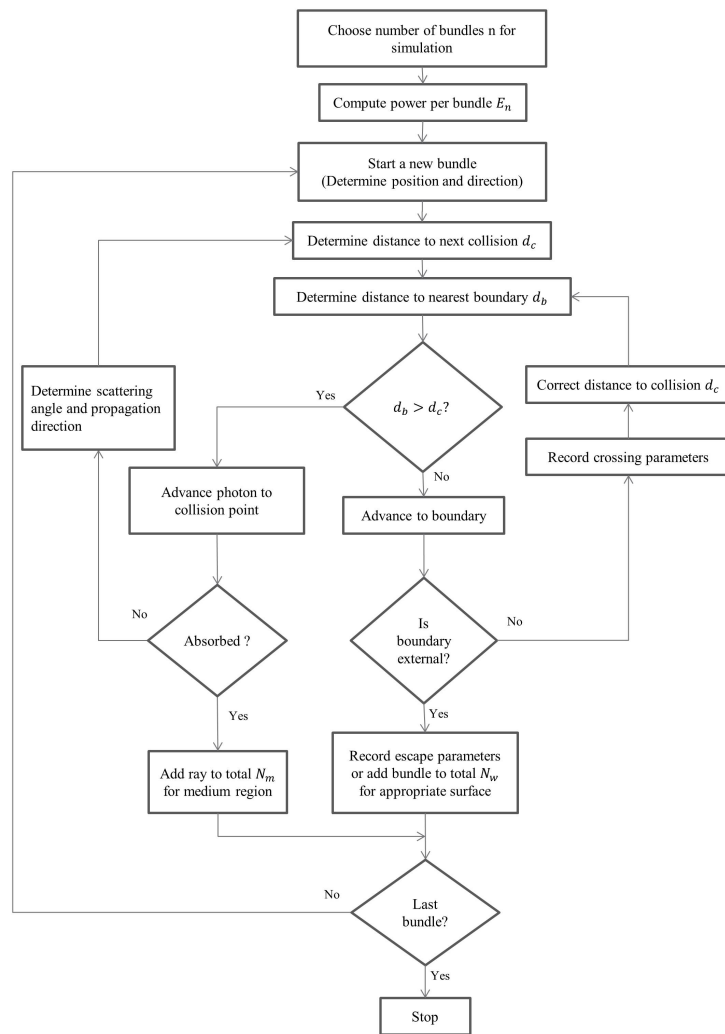 Choose number of bundles n for
simulation
Compute power per bundle Eₙ
Start a new bundle
(Determine position and direction)
Determine distance to next collision d_c
Determine distance to nearest boundary d_b
Determine scattering
angle and propagation
direction
Yes
d_b > d_c?
Correct distance to collision d_c
Record crossing parameters
No
Advance photon to
collision point
Advance to boundary
No
Absorbed ?
Is
boundary
external?
No
Yes
Yes
Add ray to total N_m
for medium region
Record escape parameters
or add bundle to total N_w
for appropriate surface
No
Last
bundle?
Yes
Stop